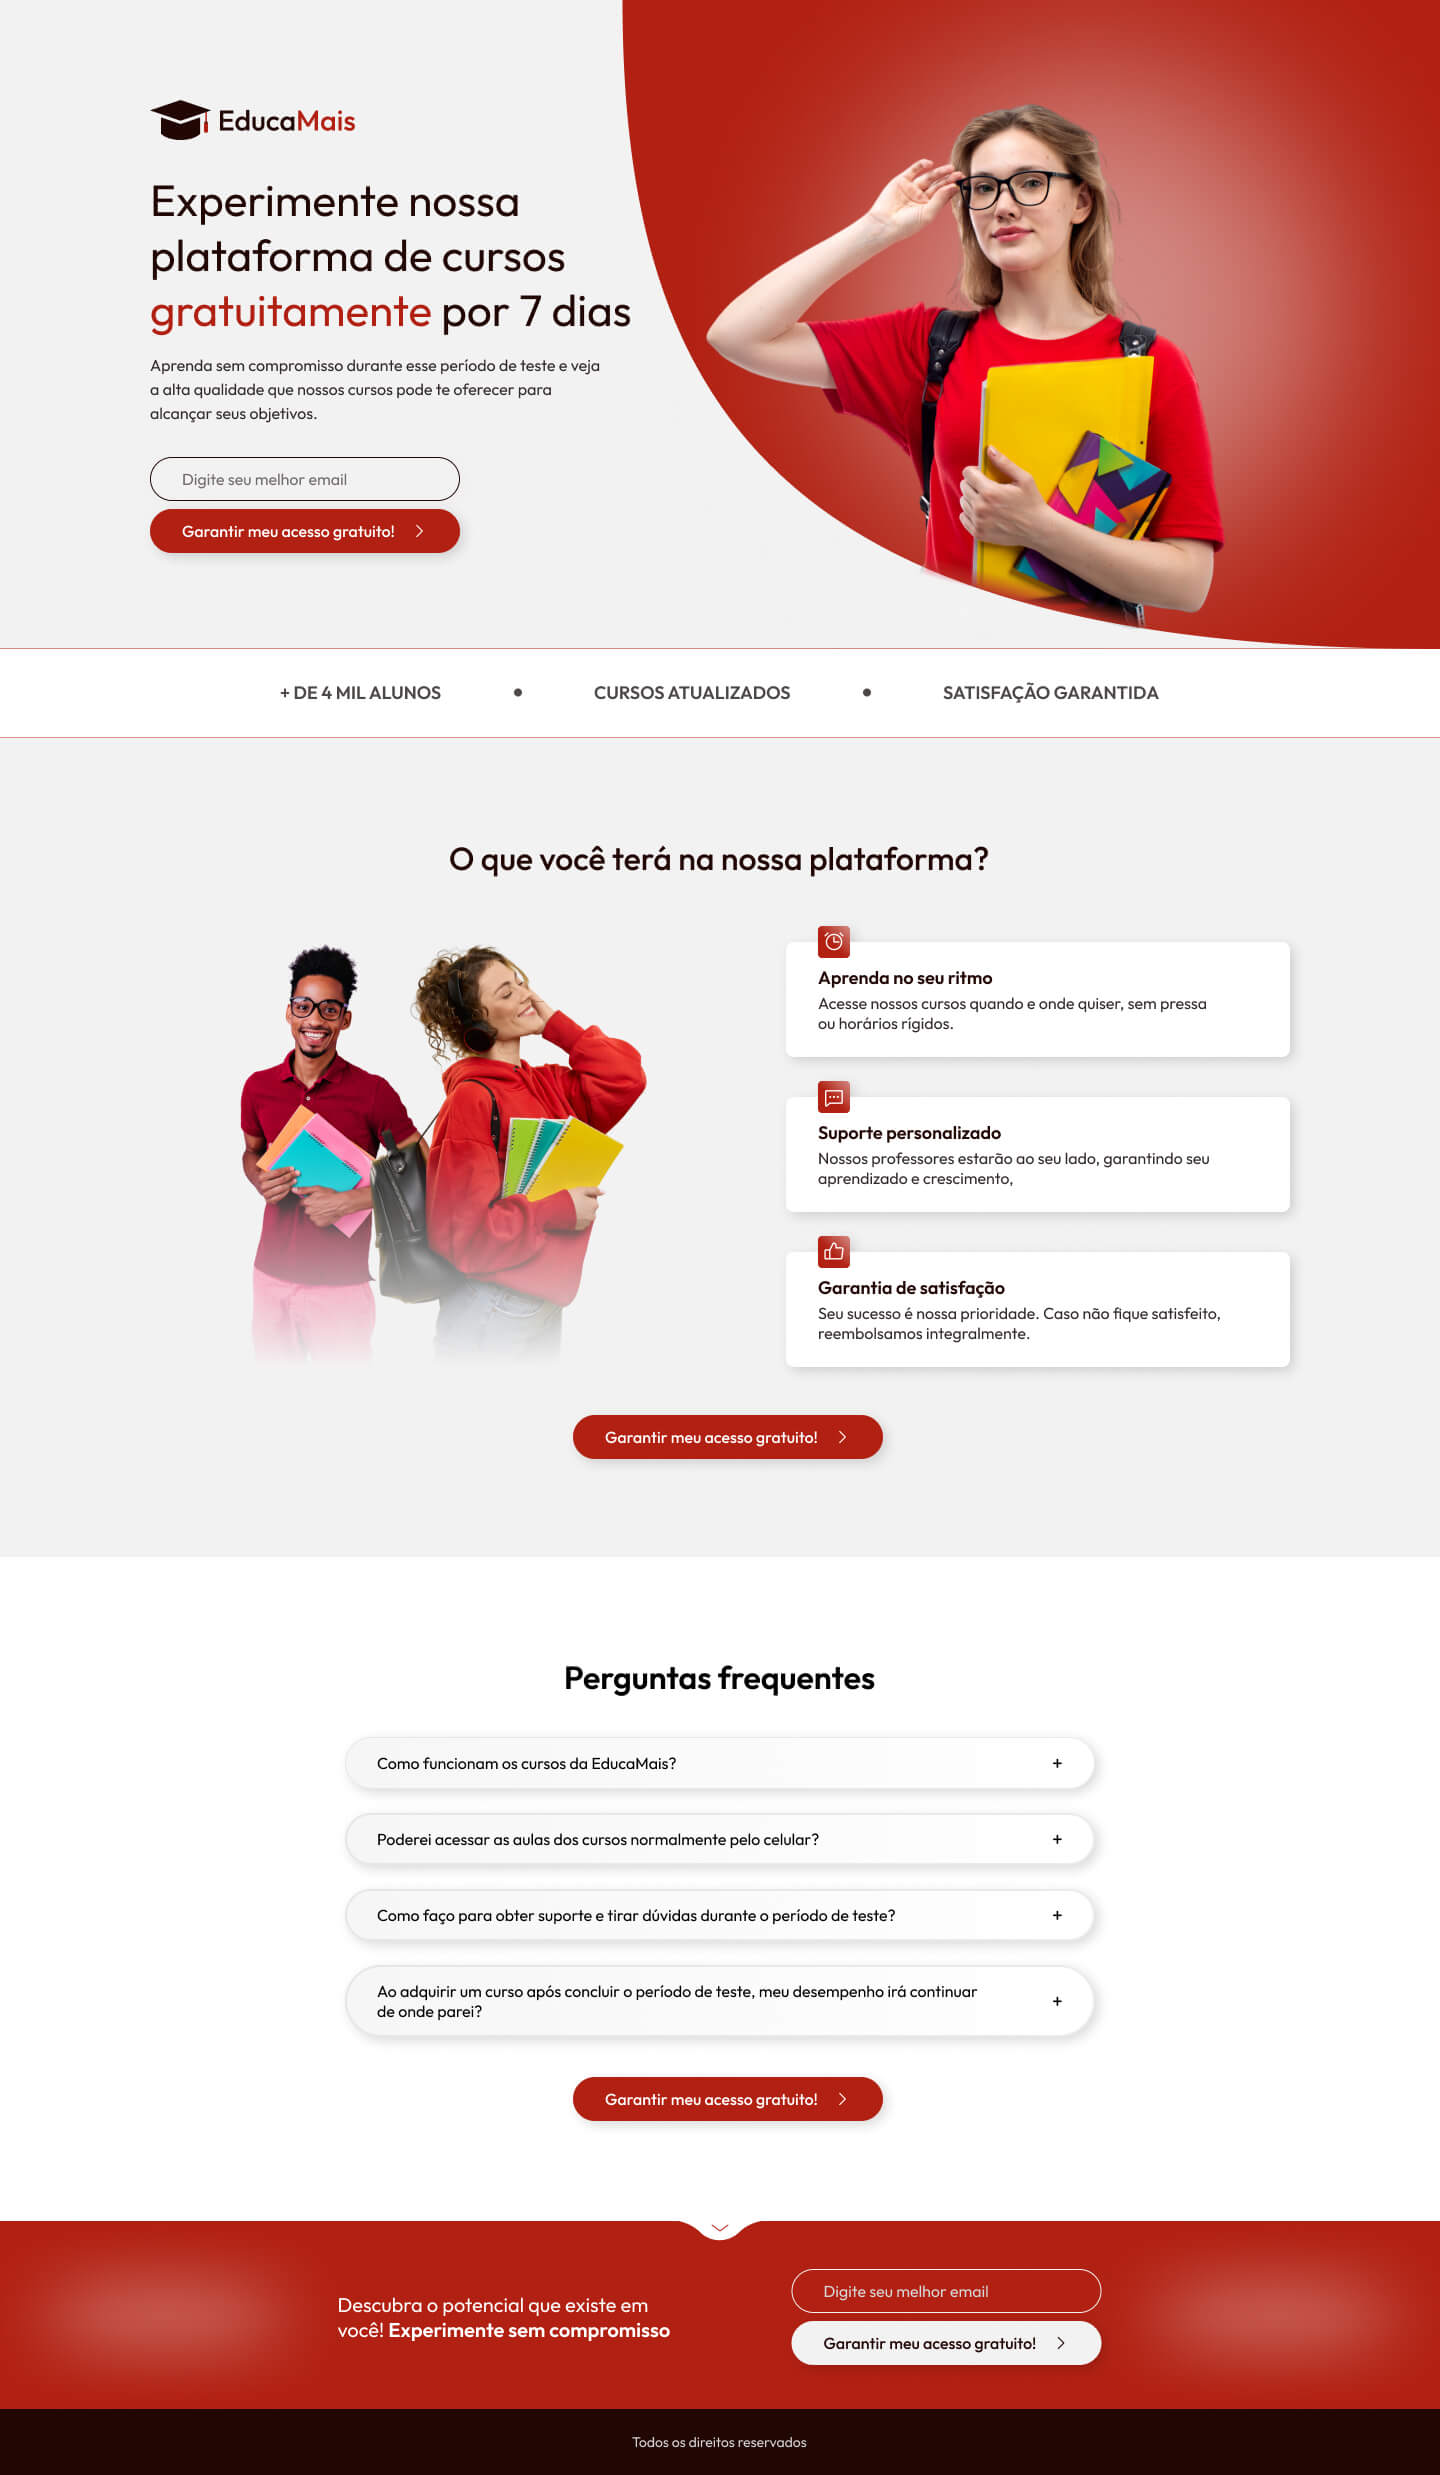 EducaMais
Experimente nossa
plataforma de cursos
gratuitamente por 7 dias
Aprenda sem compromisso durante esse período de teste e veja
a alta qualidade que nossos cursos pode te oferecer para
alcançar seus objetivos.
Digite seu melhor email
Garantir meu acesso gratuito!
+ DE 4 MIL ALUNOS
CURSOS ATUALIZADOS
SATISFAÇÃO GARANTIDA
O que você terá na nossa plataforma?
Aprenda no seu ritmo
Acesse nossos cursos quando e onde quiser, sem pressa
ou horários rígidos.
Suporte personalizado
Nossos professores estarão ao seu lado, garantindo seu
aprendizado e crescimento,
Garantia de satisfação
Seu sucesso é nossa prioridade. Caso não fique satisfeito,
reembolsamos integralmente.
Garantir meu acesso gratuito!
Perguntas frequentes
Como funcionam os cursos da EducaMais? +
Poderei acessar as aulas dos cursos normalmente pelo celular? +
Como faço para obter suporte e tirar dúvidas durante o período de teste? +
Ao adquirir um curso após concluir o período de teste, meu desempenho irá continuar
de onde parei? +
Garantir meu acesso gratuito!
Descubra o potencial que existe em
você! Experimente sem compromisso
Digite seu melhor email
Garantir meu acesso gratuito!
Todos os direitos reservados